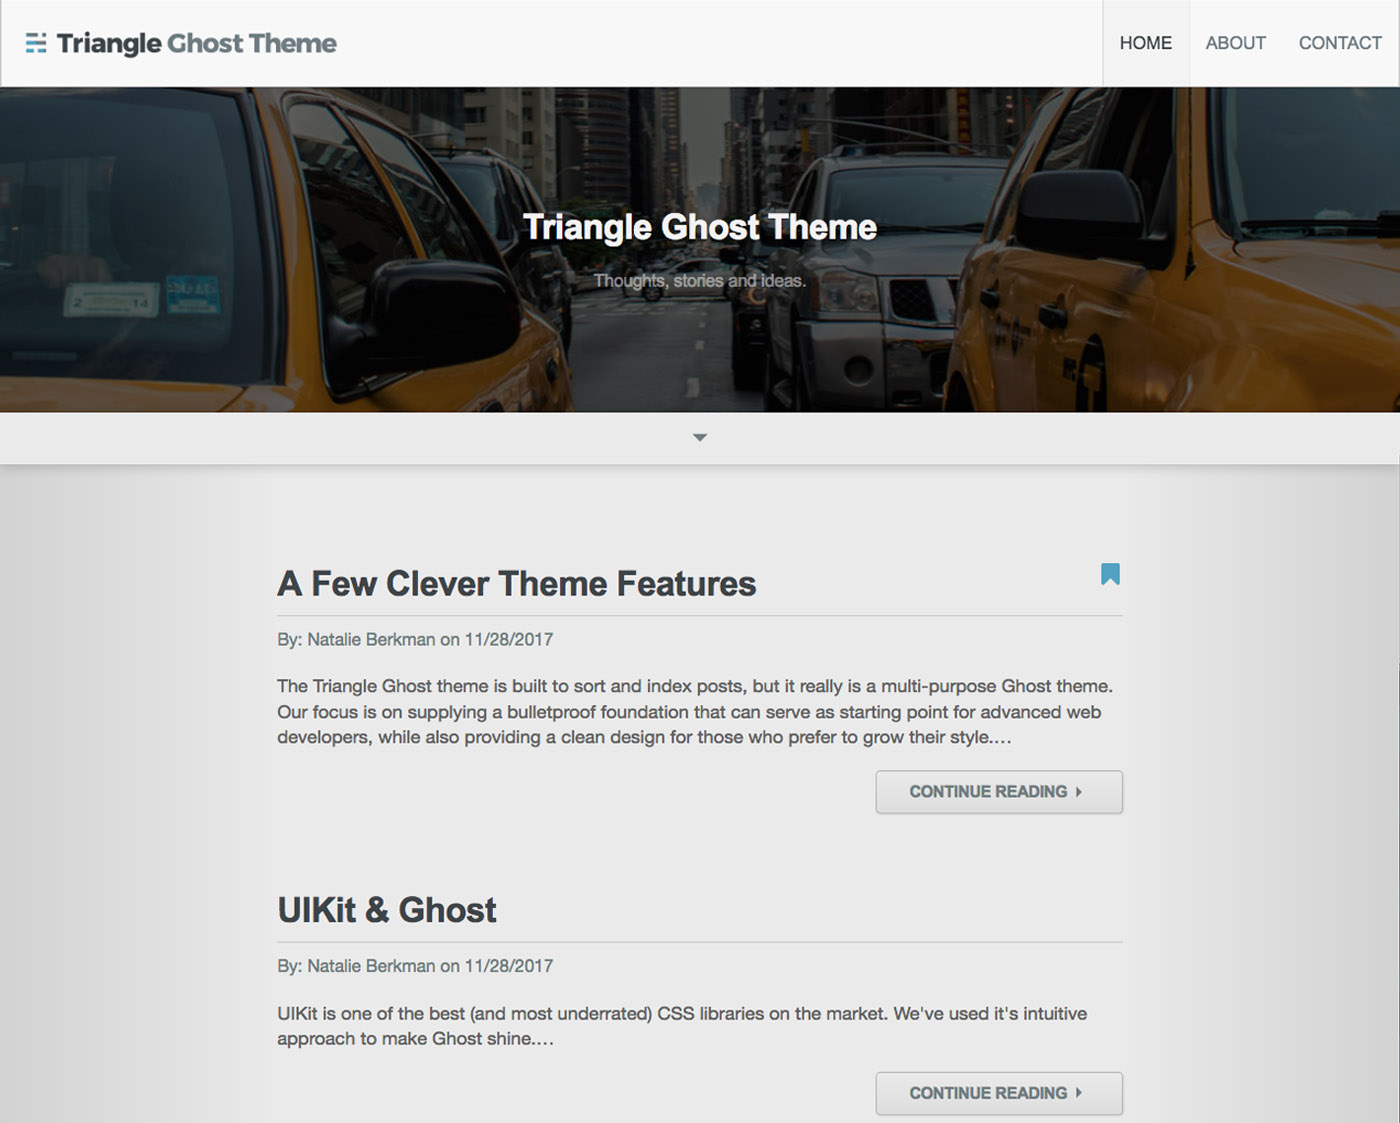 Triangle Ghost Theme
HOME ABOUT CONTACT
Triangle Ghost Theme
Thoughts, stories and ideas.
2 14
A Few Clever Theme Features
By: Natalie Berkman on 11/28/2017
The Triangle Ghost theme is built to sort and index posts, but it really is a multi-purpose Ghost theme.
Our focus is on supplying a bulletproof foundation that can serve as starting point for advanced web
developers, while also providing a clean design for those who prefer to grow their style....
CONTINUE READING
UIKit & Ghost
By: Natalie Berkman on 11/28/2017
UIKit is one of the best (and most underrated) CSS libraries on the market. We've used it's intuitive
approach to make Ghost shine....
CONTINUE READING